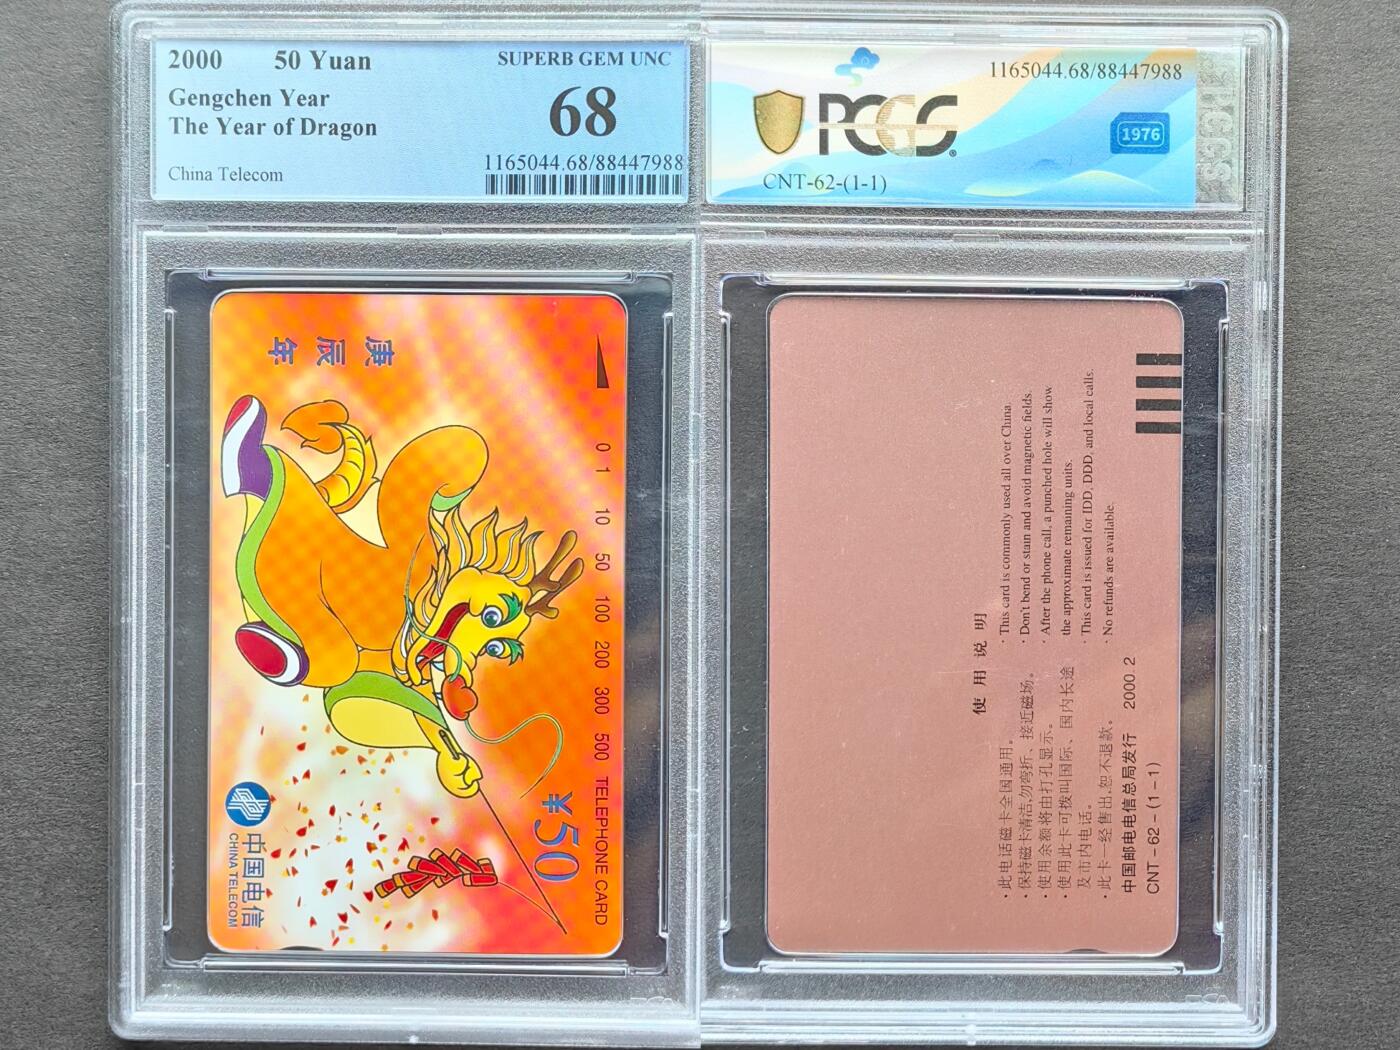 2000 50 Yuan
SUPERB GEM UNC
Gengchen Year
The Year of Dragon
68
China Telecom
1165044.68/88447988
庚辰年
0 1 10 50 100 200 300 500 TELEPHONE CARD
¥50
中国电信
CHINA TELECOM
1165044.68/88447988
PCGS
1976
CNT-62-(1-1)
使用说明
·此电话磁卡全国通用。
·保持磁卡清洁,勿弯折、接近磁场。
·使用余额将由打孔显示。
·使用此卡可拨叫国际、国内长途
及市内电话。
·此卡一经售出,恕不退款。
·This card is commonly used all over China.
·Don't bend or stain and avoid magnetic fields.
·After the phone call, a punched hole will show
the approximate remaining units.
·This card is issued for IDD, DDD, and local calls.
·No refunds are available.
中国邮电电信总局发行 2000.2
CNT-62-(1-1)